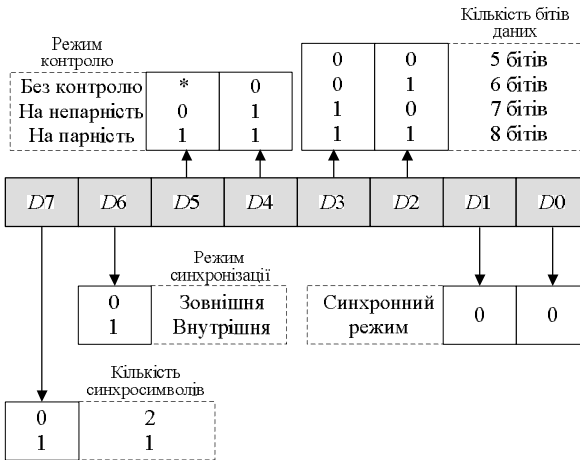 Кількість бітів
даних
Режим
контролю
0 0 5 бітів
Без контролю * 0 0 1 6 бітів
На непарність 0 1 1 0 7 бітів
На парність 1 1 1 1 8 бітів
D7 D6 D5 D4 D3 D2 D1 D0
Режим
синхронізації
0 Зовнішня
1 Внутрішня
Синхронний
режим
0 0
Кількість
синхросимволів
0 2
1 1